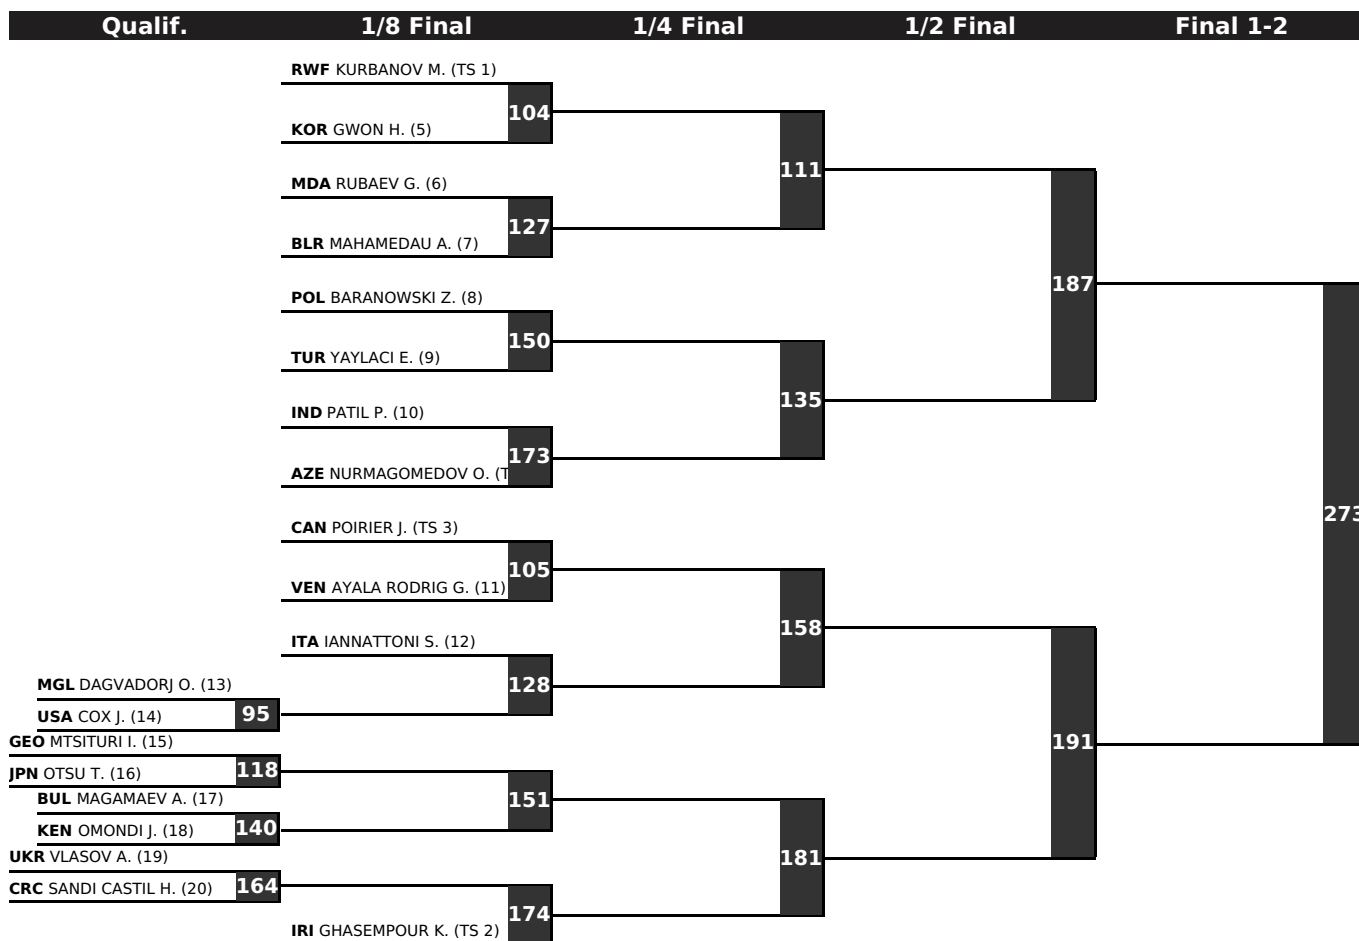 Qualif. 1/8 Final 1/4 Final 1/2 Final Final 1-2
RWF KURBANOV M. (TS 1)
104
KOR GWON H. (5)
111
MDA RUBAEV G. (6)
127
BLR MAHAMEDAU A. (7)
187
POL BARANOWSKI Z. (8)
150
TUR YAYLACI E. (9)
135
IND PATIL P. (10)
173
AZE NURMAGOMEDOV O. (T
273
CAN POIRIER J. (TS 3)
105
VEN AYALA RODRIG G. (11)
158
ITA IANNATTONI S. (12)
128
MGL DAGVADORJ O. (13)
95
USA COX J. (14)
191
GEO MTSITURI I. (15)
118
JPN OTSU T. (16)
151
BUL MAGAMAEV A. (17)
140
KEN OMONDI J. (18)
181
UKR VLASOV A. (19)
164
CRC SANDI CASTIL H. (20)
174
IRI GHASEMPOUR K. (TS 2)